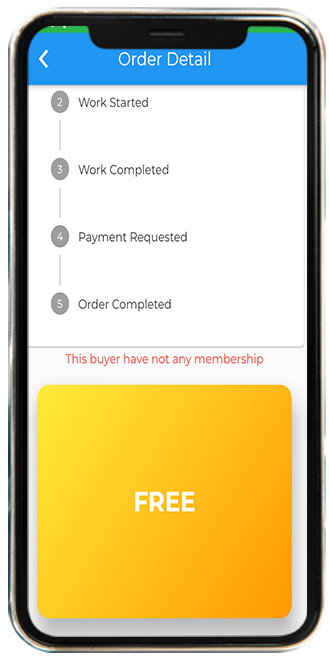 Order Detail
2 Work Started
3 Work Completed
4 Payment Requested
5 Order Completed
This buyer have not any membership
FREE